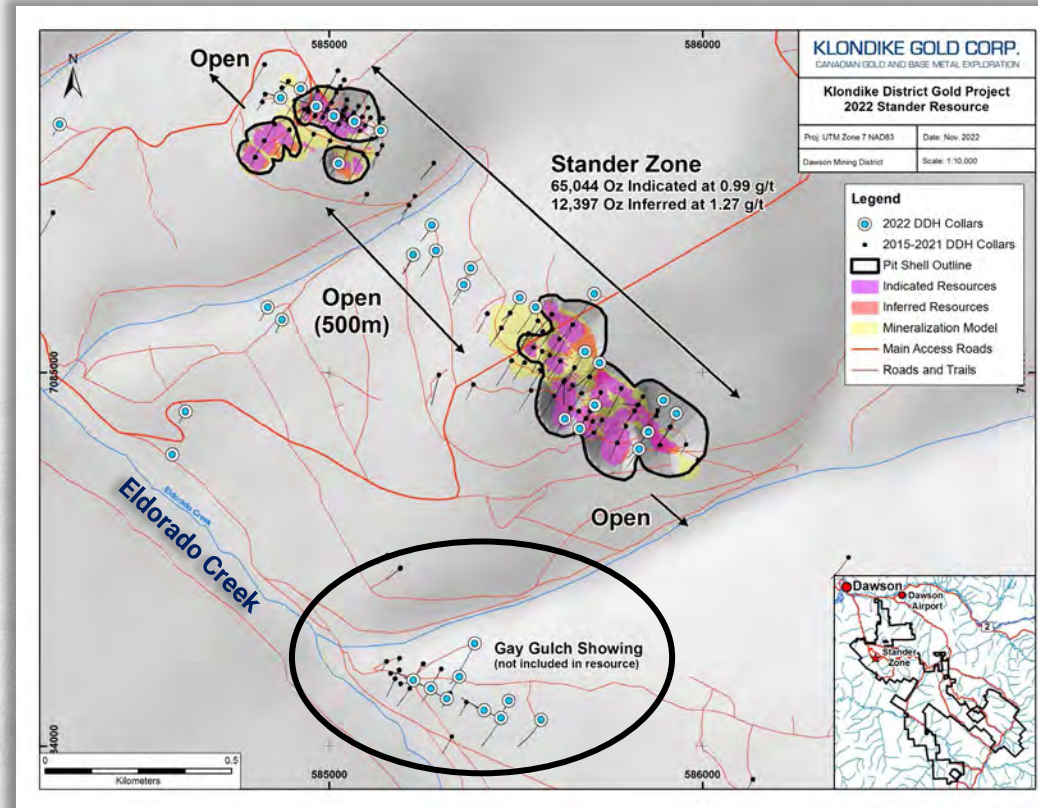 585000
586000
Open
N
KLONDIKE GOLD CORP.
CANADIAN GOLD AND BASE METAL EXPLORATION
Klondike District Gold Project
2022 Stander Resource
Proj: UTM Zone 7 NAD83
Date: Nov. 2022
Dawson Mining District
Scale: 1:10,000
Stander Zone
65,044 Oz Indicated at 0.99 g/t
12,397 Oz Inferred at 1.27 g/t
Legend
2022 DDH Collars
2015-2021 DDH Collars
Pit Shell Outline
Indicated Resources
Inferred Resources
Mineralization Model
Main Access Roads
Roads and Trails
Open
(500m)
7085000
Eldorado Creek
Eldorado Creek
Open
Gay Gulch Showing
(not included in resource)
Dawson
Dawson
Airport
2
Stander
Zone
0
0.5
Kilometers
585000
586000